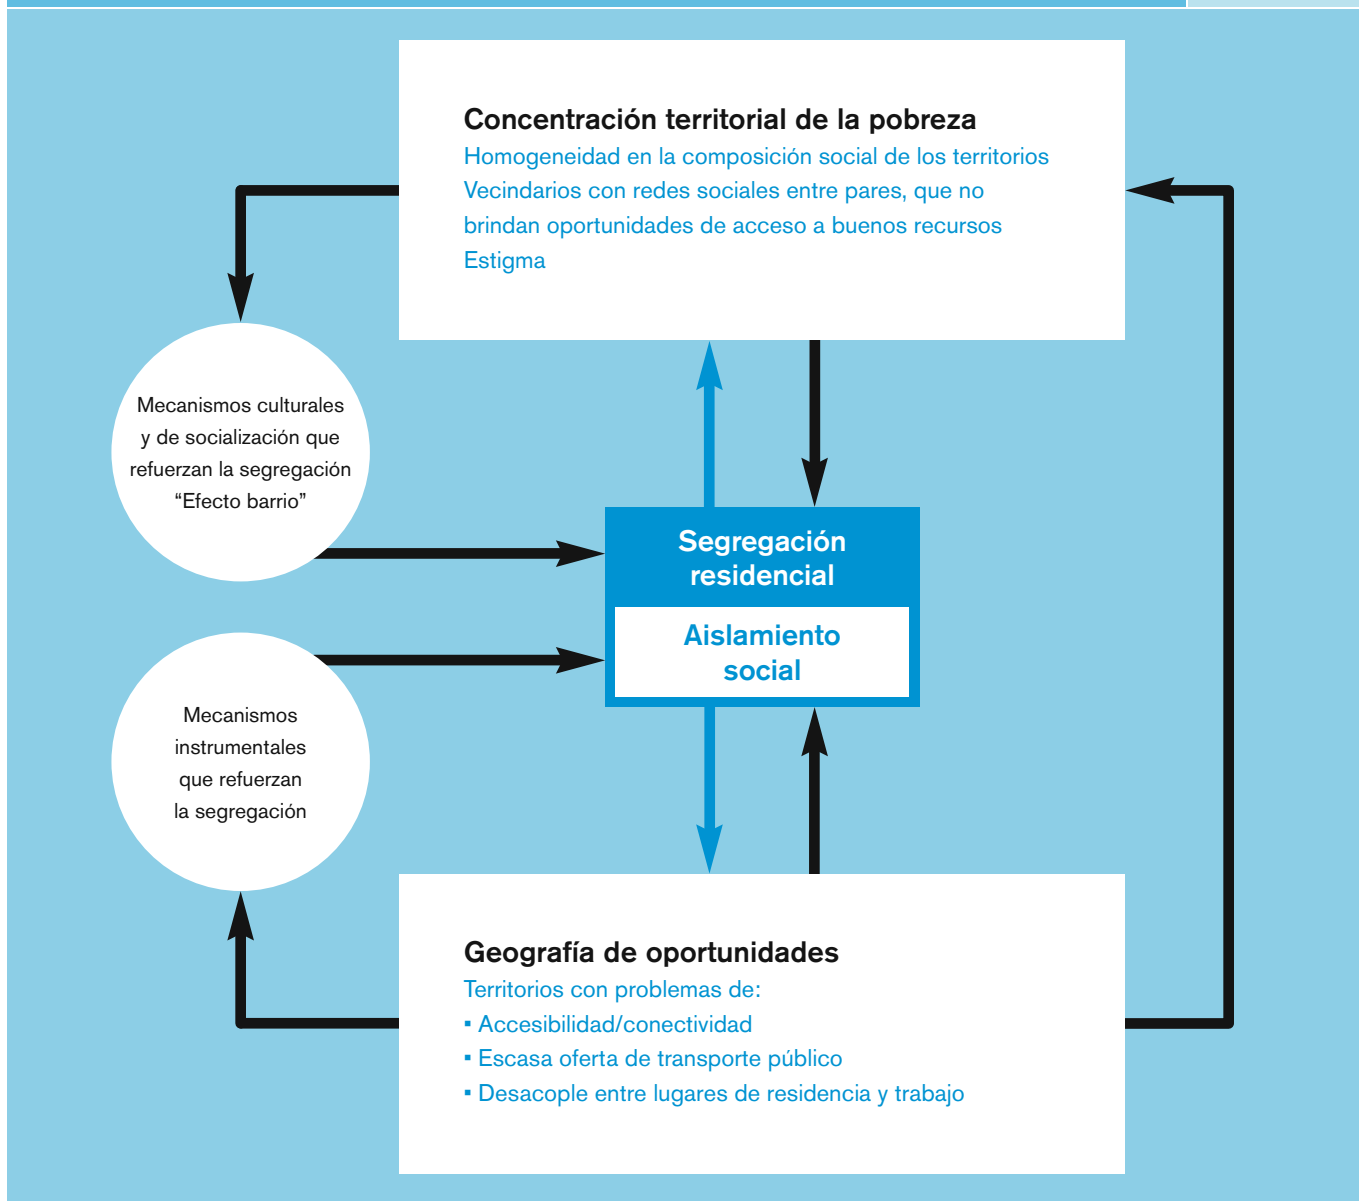 Concentración territorial de la pobreza
Homogeneidad en la composición social de los territorios
Vecindarios con redes sociales entre pares, que no
brindan oportunidades de acceso a buenos recursos
Estigma
Mecanismos culturales
y de socialización que
refuerzan la segregación
“Efecto barrio”
Segregación
residencial
Aislamiento
social
Mecanismos
instrumentales
que refuerzan
la segregación
Geografía de oportunidades
Territorios con problemas de:
▪ Accesibilidad/conectividad
▪ Escasa oferta de transporte público
▪ Desacople entre lugares de residencia y trabajo